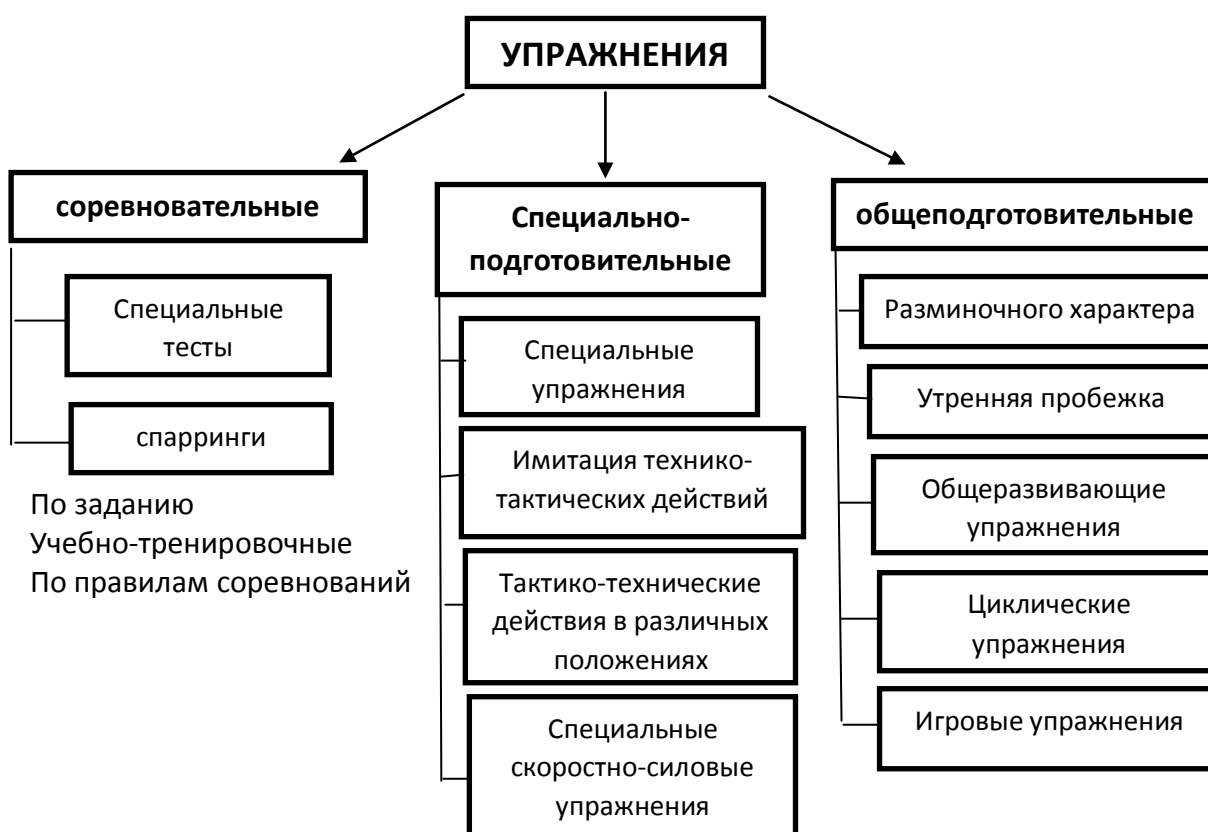 УПРАЖНЕНИЯ
соревновательные
Специальные
тесты
спарринги
По заданию
Учебно-тренировочные
По правилам соревнований
Специально-
подготовительные
Специальные
упражнения
Имитация технико-
тактических действий
Тактико-технические
действия в различных
положениях
Специальные
скоростно-силовые
упражнения
общеподготовительные
Разминочного характера
Утренняя пробежка
Общеразвивающие
упражнения
Циклические
упражнения
Игровые упражнения